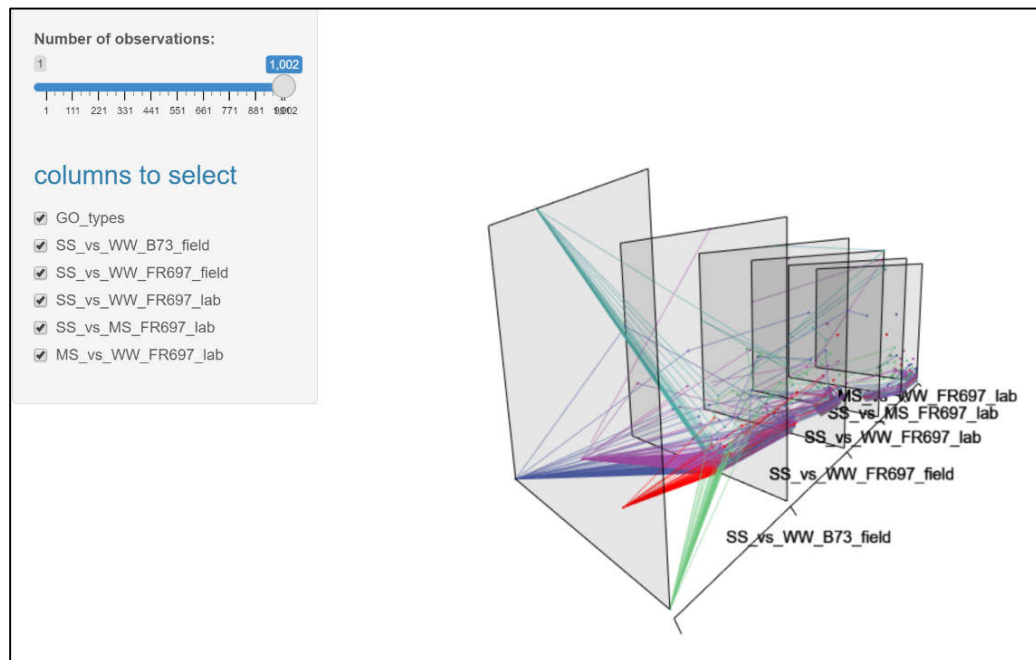 Number of observations:
1
1,002
1 111 221 331 441 551 661 771 881
columns to select
GO_types
SS_vs_WW_B73_field
SS_vs_WW_FR697_field
SS_vs_WW_FR697_lab
SS_vs_MS_FR697_lab
MS_vs_WW_FR697_lab
MS_vs_WW_FR697_lab
SS_vs_MS_FR697_lab
SS_vs_WW_FR697_lab
SS_vs_WW_FR697_field
SS_vs_WW_B73_field